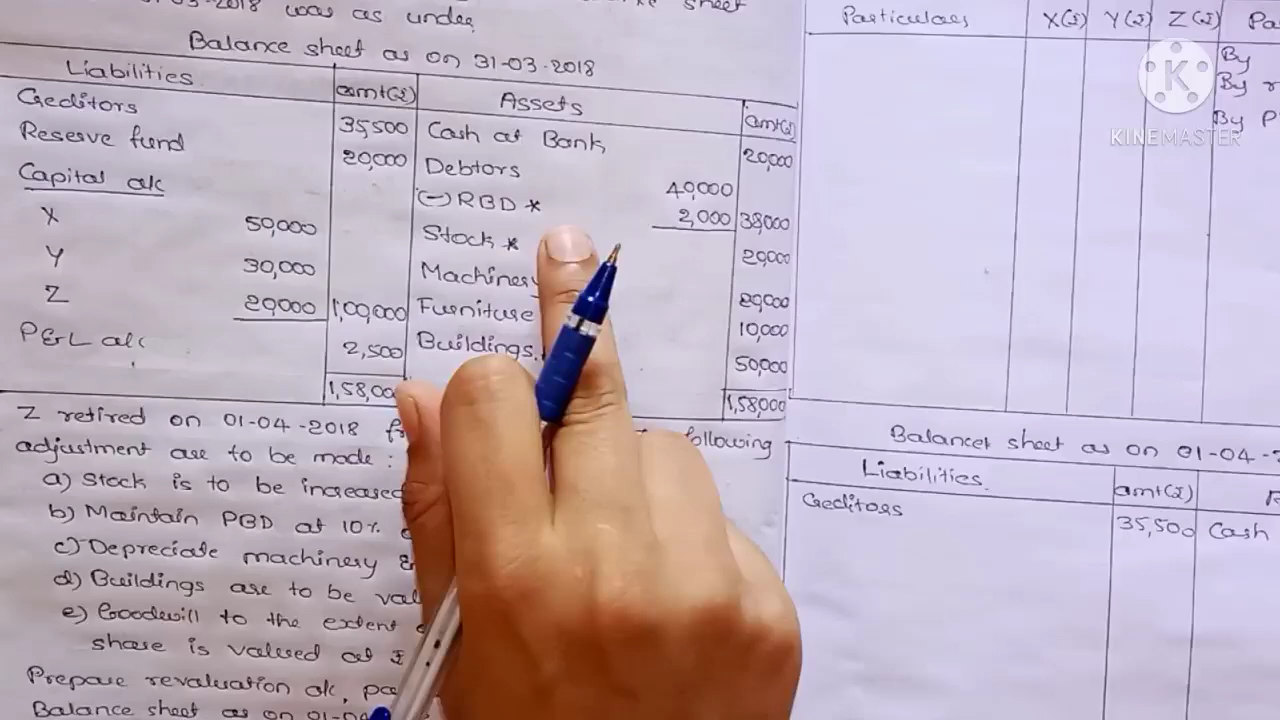 03-2018 was as under
sheet
Balance sheet as on 31-03-2018
Liabilities amt(₹) Assets amt(₹)
Creditors 35,500 Cash at Bank 20,000
Reserve fund 20,000 Debtors 40,000
Capital a/c (-) RBD * 2,000 38,000
X 50,000 Stock * 20,000
Y 30,000 Machinery 20,000
Z 20,000 1,00,000 Furniture 10,000
P&L a/c 2,500 Buildings 50,000
1,58,00 1,58,000
Z retired on 01-04-2018 following
adjustment are to be made:
a) Stock is to be increased
b) Maintain PBD at 10%
c) Depreciate machinery &
d) Buildings are to be val
e) Goodwill to the extent
share is valued at ₹
Prepare revaluation a/c, pa
Balance sheet as on 01-0
Particulars X(₹) Y(₹) Z(₹) Pa
By
By r
By P
KINEMASTER
Balance sheet as on 01-04-
Liabilities amt(₹)
Creditors 35,500 Cash